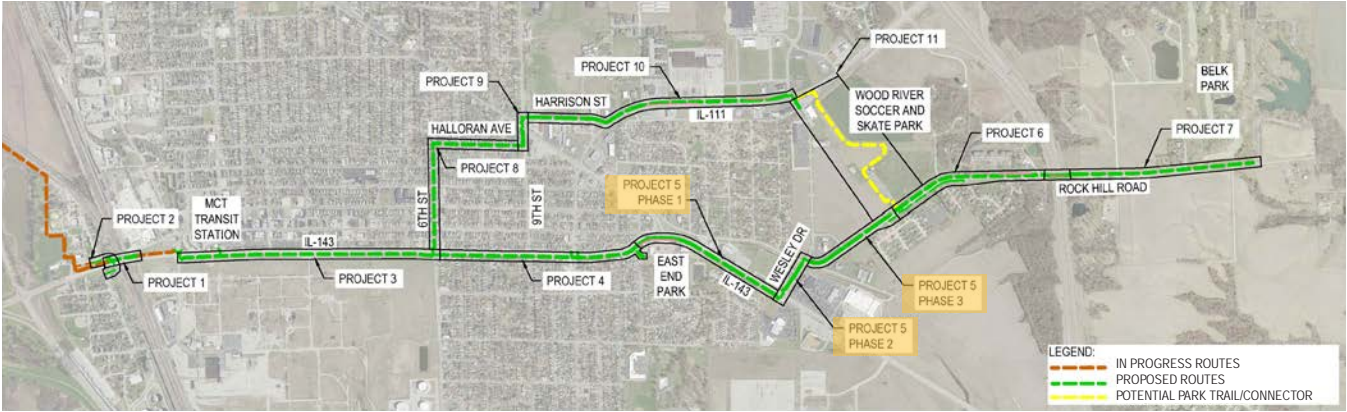 PROJECT 11
PROJECT 10
PROJECT 9
HARRISON ST
IL-111
WOOD RIVER
SOCCER AND
SKATE PARK
BELK
PARK
HALLORAN AVE
PROJECT 6
PROJECT 7
PROJECT 8
PROJECT 5
PHASE 1
6TH ST
9TH ST
ROCK HILL ROAD
PROJECT 2
MCT
TRANSIT
STATION
IL-143
PROJECT 1
PROJECT 3
PROJECT 4
EAST
END
PARK
IL-143
WESLEY DR
PROJECT 5
PHASE 3
PROJECT 5
PHASE 2
LEGEND:
IN PROGRESS ROUTES
PROPOSED ROUTES
POTENTIAL PARK TRAIL/CONNECTOR